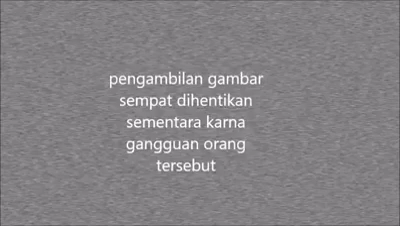 pengambilan gambar
sempat dihentikan
sementara karna
gangguan orang
tersebut